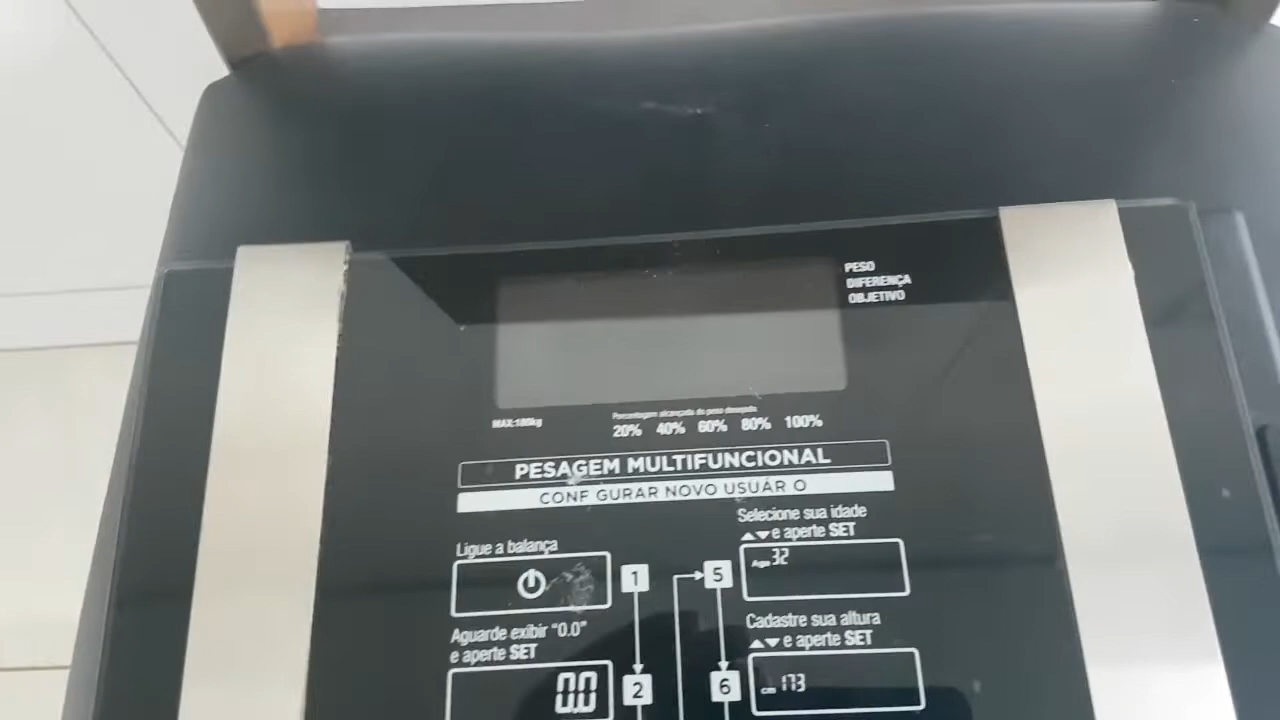 PESO
DIFERENÇA
OBJETIVO
MAX:180kg
Porcentagem alcançada do peso desejado
20% 40% 60% 80% 100%
PESAGEM MULTIFUNCIONAL
CONF GURAR NOVO USUÁR O
Ligue a balança
1
Aguarde exibir "0.0"
e aperte SET
0.0
2
Selecione sua idade
▲▼e aperte SET
5
Age 32
Cadastre sua altura
▲▼e aperte SET
6
cm 173